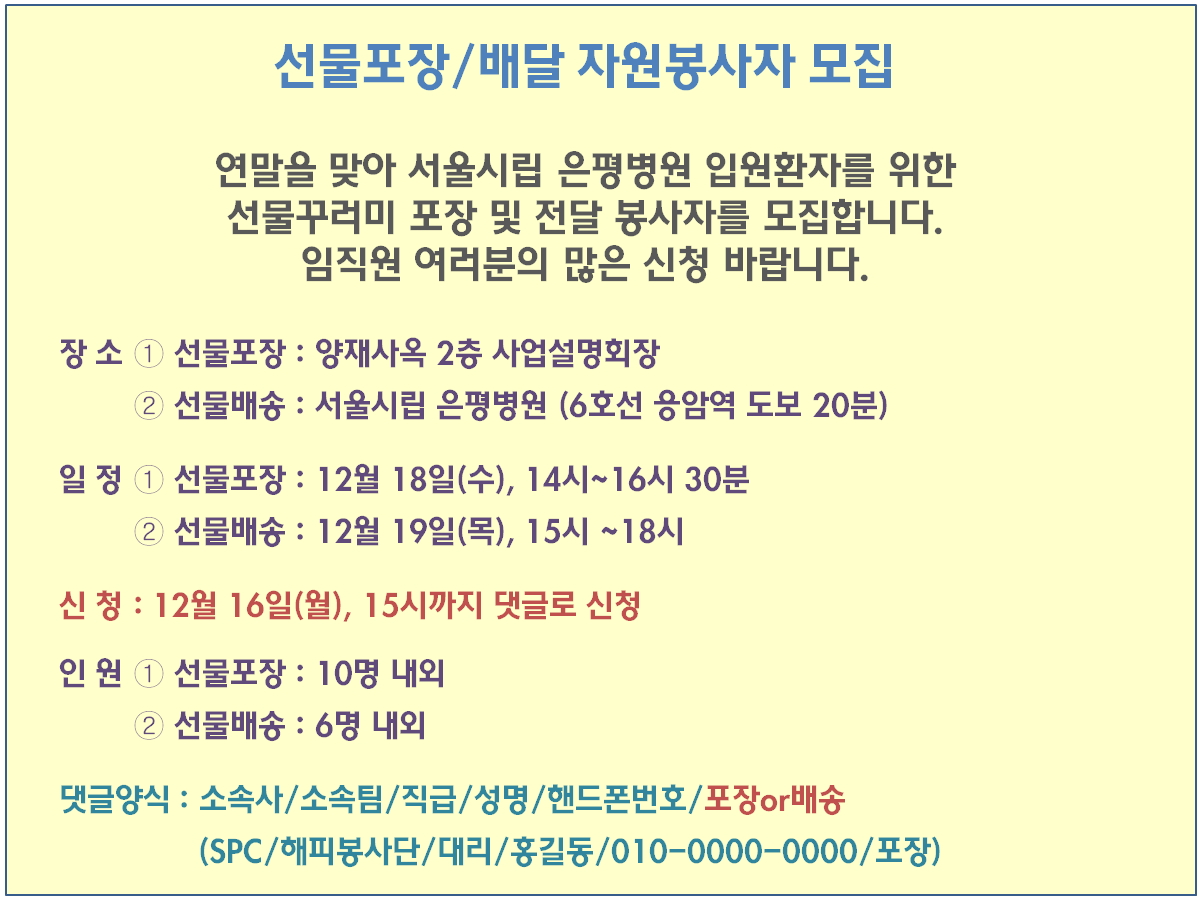 선물포장/배달 자원봉사자 모집
연말을 맞아 서울시립 은평병원 입원환자를 위한
선물꾸러미 포장 및 전달 봉사자를 모집합니다.
임직원 여러분의 많은 신청 바랍니다.
장 소 ① 선물포장 : 양재사옥 2층 사업설명회장
② 선물배송 : 서울시립 은평병원 (6호선 응암역 도보 20분)
일 정 ① 선물포장 : 12월 18일(수), 14시~16시 30분
② 선물배송 : 12월 19일(목), 15시 ~18시
신 청 : 12월 16일(월), 15시까지 댓글로 신청
인 원 ① 선물포장 : 10명 내외
② 선물배송 : 6명 내외
댓글양식 : 소속사/소속팀/직급/성명/핸드폰번호/포장or배송
(SPC/해피봉사단/대리/홍길동/010-0000-0000/포장)